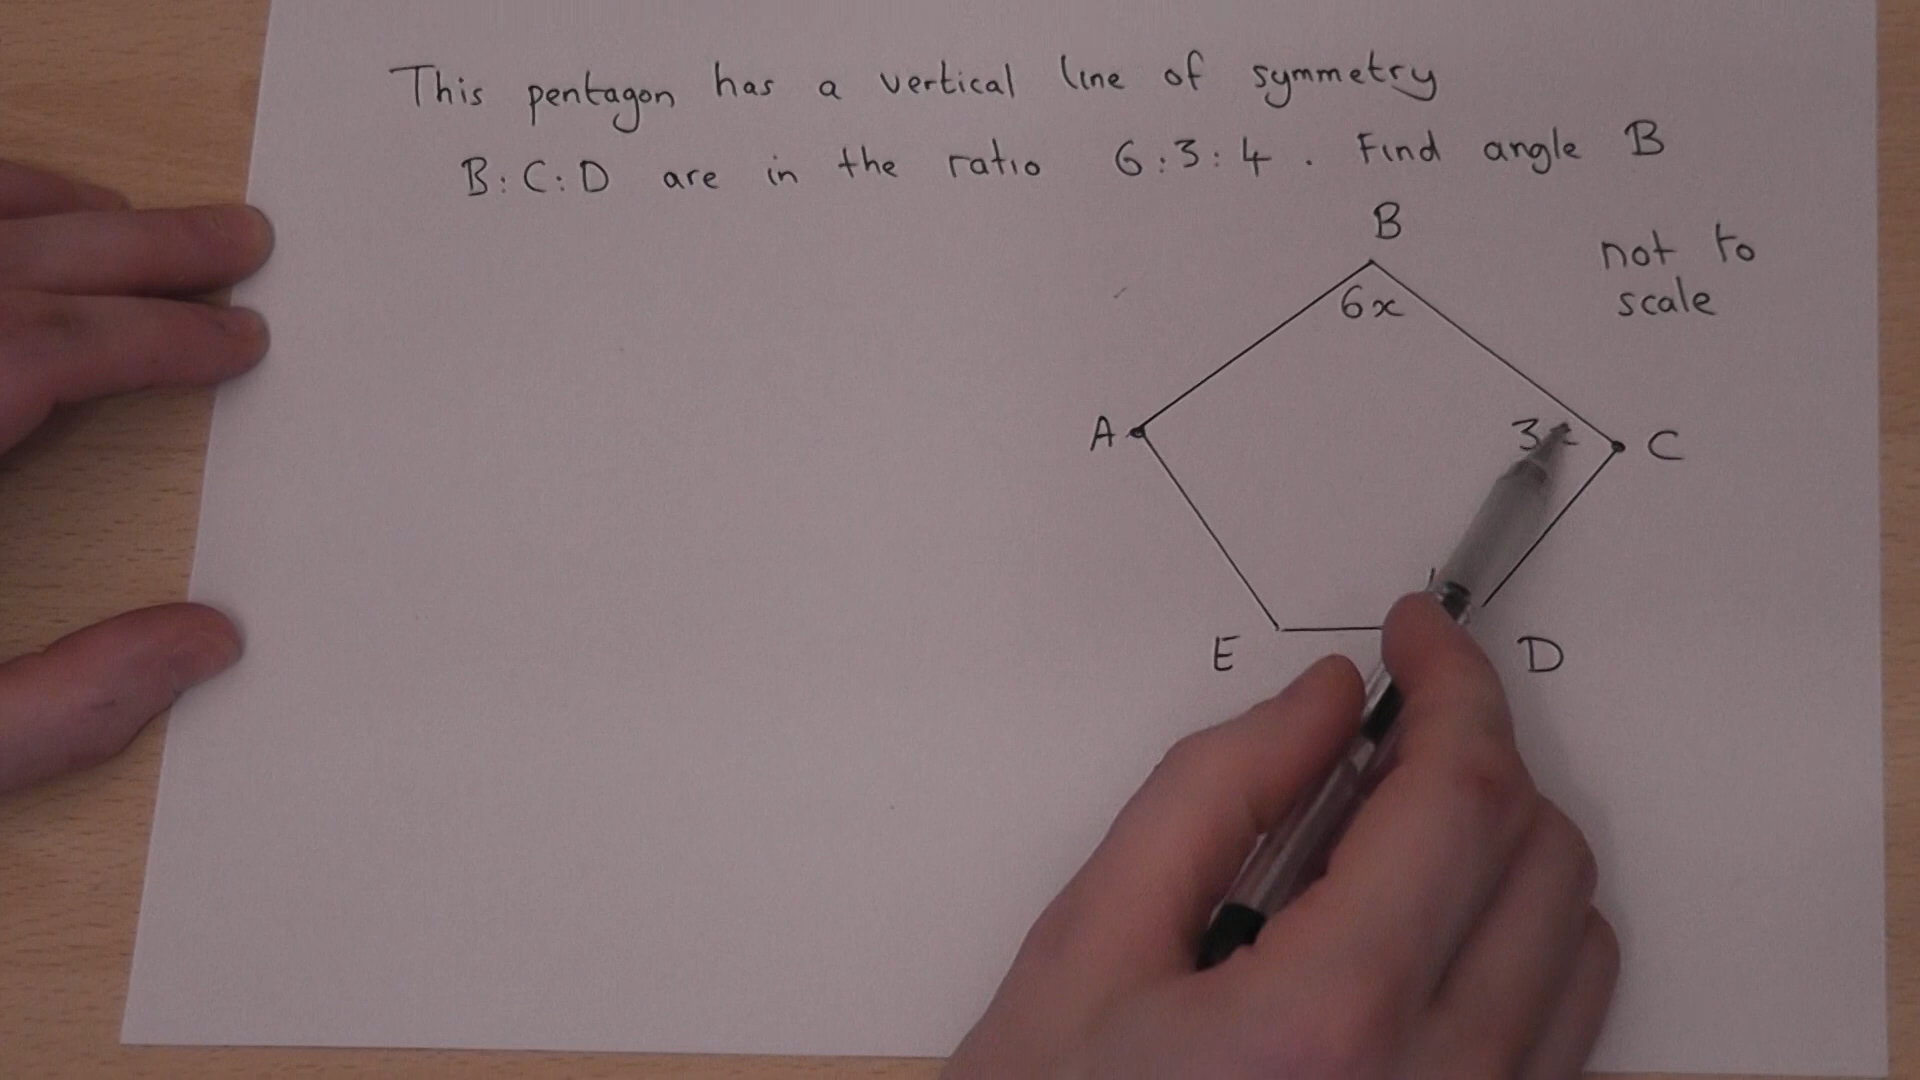 This pentagon has a vertical line of symmetry
B:C:D are in the ratio 6:3:4. Find angle B
B
not to
scale
6x
A
3x
C
E
D